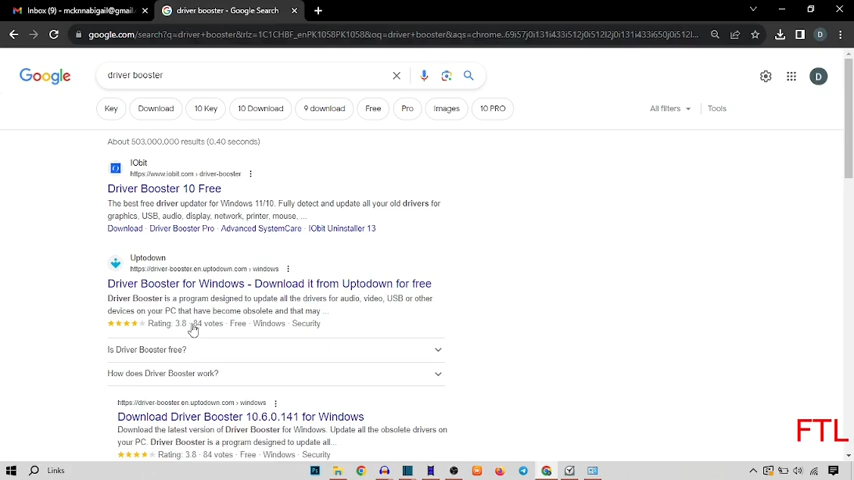 Inbox (9) - mcknnabigail@gmail.
driver booster - Google Search
google.com/search?q=driver+booster&rlz=1C1CHBF_enPK1058PK1058&oq=driver+booster&aqs=chrome..69i57j0i131i433i512j0i512l2j0i131i433i650j0i512j...
D
Google
driver booster
D
Key
Download
10 Key
10 Download
9 download
Free
Pro
Images
10 PRO
All filters
Tools
About 503,000,000 results (0.40 seconds)
IObit
https://www.iobit.com › driver-booster
Driver Booster 10 Free
The best free driver updater for Windows 11/10. Fully detect and update all your old drivers for
graphics, USB, audio, display, network, printer, mouse, ...
Download · Driver Booster Pro · Advanced SystemCare · IObit Uninstaller 13
Uptodown
https://driver-booster.en.uptodown.com › windows
Driver Booster for Windows - Download it from Uptodown for free
Driver Booster is a program designed to update all the drivers for audio, video, USB or other
devices on your PC that have become obsolete and that may ...
Rating: 3.8 · 84 votes · Free · Windows · Security
Is Driver Booster free?
How does Driver Booster work?
https://driver-booster.en.uptodown.com › windows
Download Driver Booster 10.6.0.141 for Windows
Download the latest version of Driver Booster for Windows. Update all the obsolete drivers on
your PC. Driver Booster is a program designed to update all...
Rating: 3.8 · 84 votes · Free · Windows · Security
FTL
Links